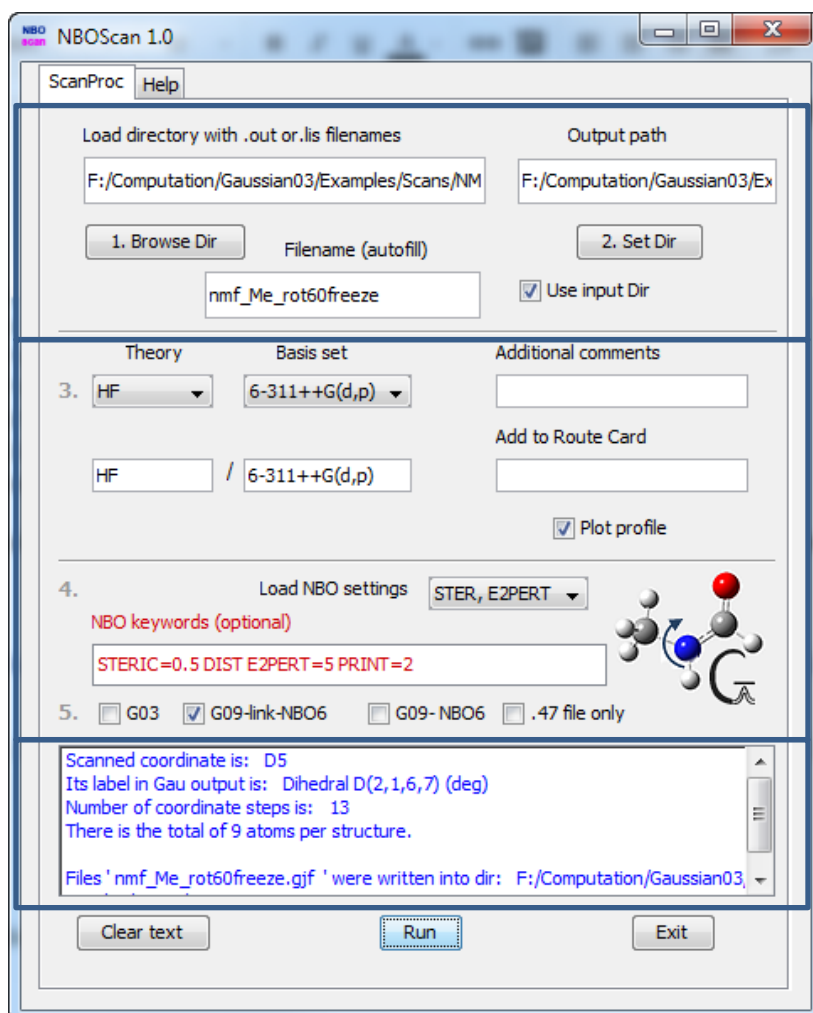 NBO scan NBOScan 1.0
ScanProc Help
Load directory with .out or.lis filenames Output path
F:/Computation/Gaussian03/Examples/Scans/NM F:/Computation/Gaussian03/Ex
1. Browse Dir Filename (autofill) 2. Set Dir
nmf_Me_rot60freeze Use input Dir
Theory Basis set Additional comments
3. HF 6-311++G(d,p)
Add to Route Card
HF / 6-311++G(d,p)
Plot profile
4. Load NBO settings STER, E2PERT
NBO keywords (optional)
STERIC=0.5 DIST E2PERT=5 PRINT=2
5. G03 G09-link-NBO6 G09- NBO6 .47 file only
Scanned coordinate is: D5
Its label in Gau output is: Dihedral D(2,1,6,7) (deg)
Number of coordinate steps is: 13
There is the total of 9 atoms per structure.
Files ' nmf_Me_rot60freeze.gjf ' were written into dir: F:/Computation/Gaussian03,
Clear text Run Exit